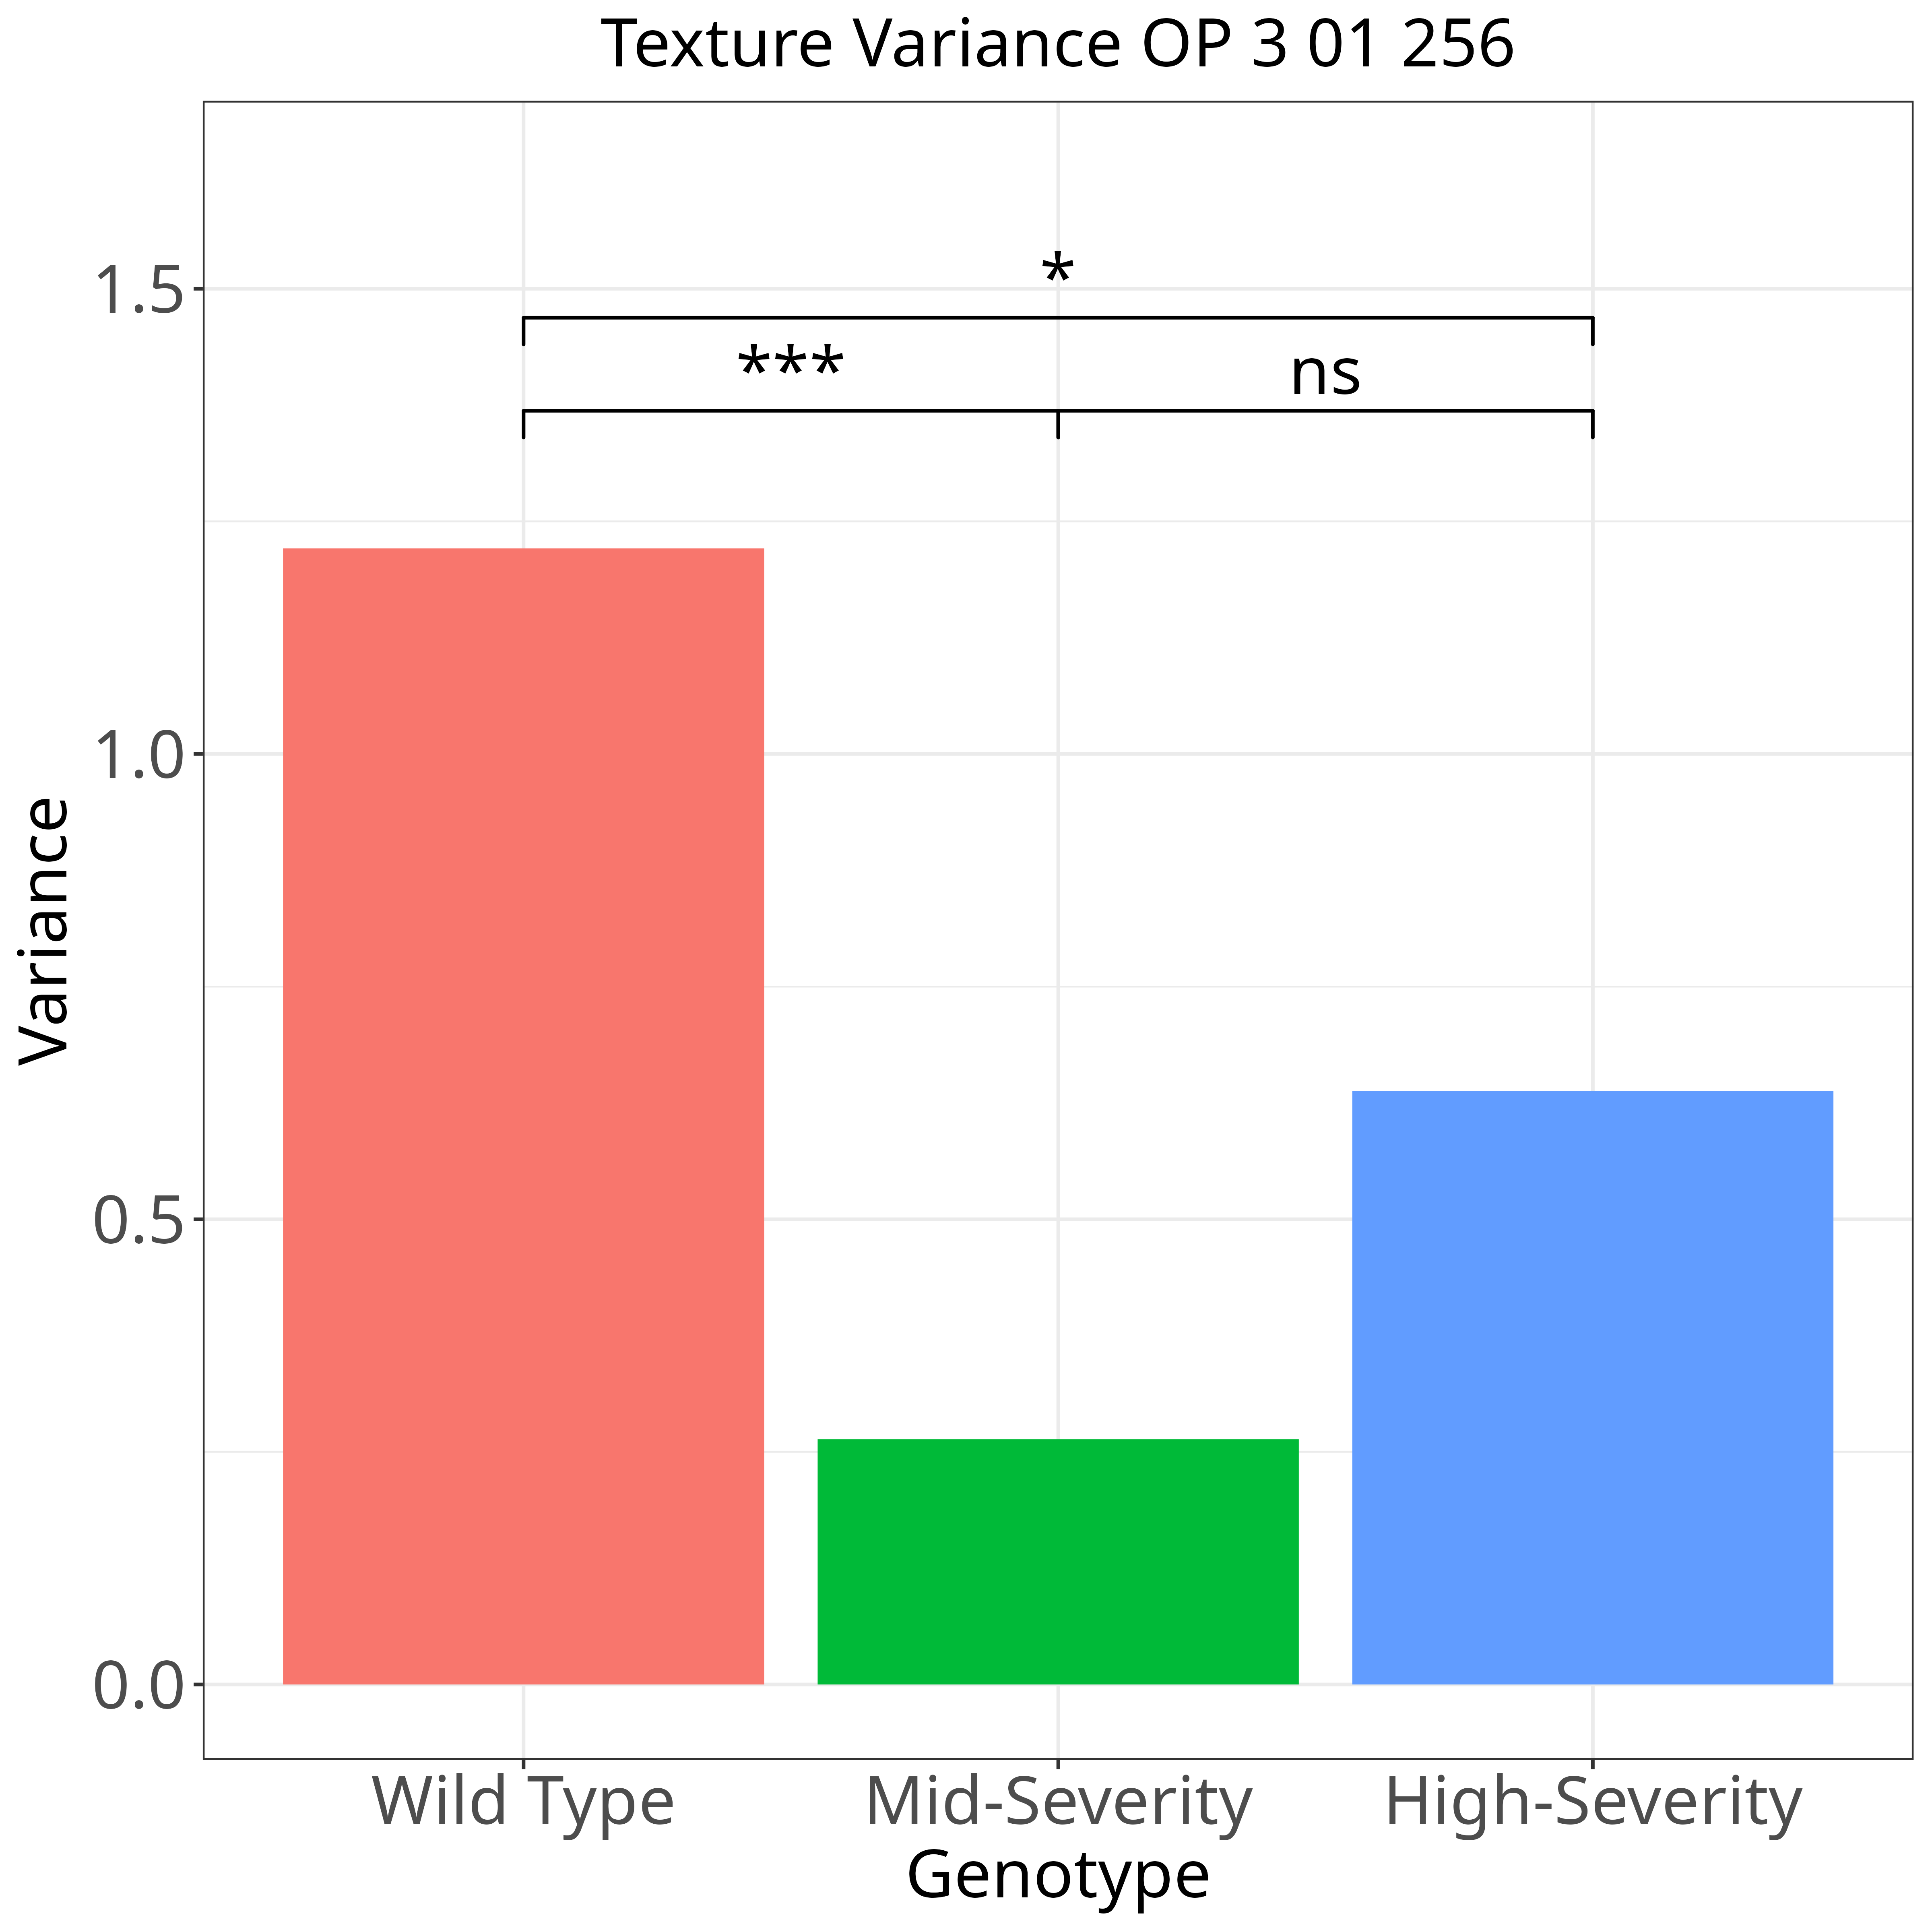 Texture Variance OP 3 01 256
1.5
1.0
0.5
0.0
Variance
*
***
ns
Wild Type
Mid-Severity
High-Severity
Genotype